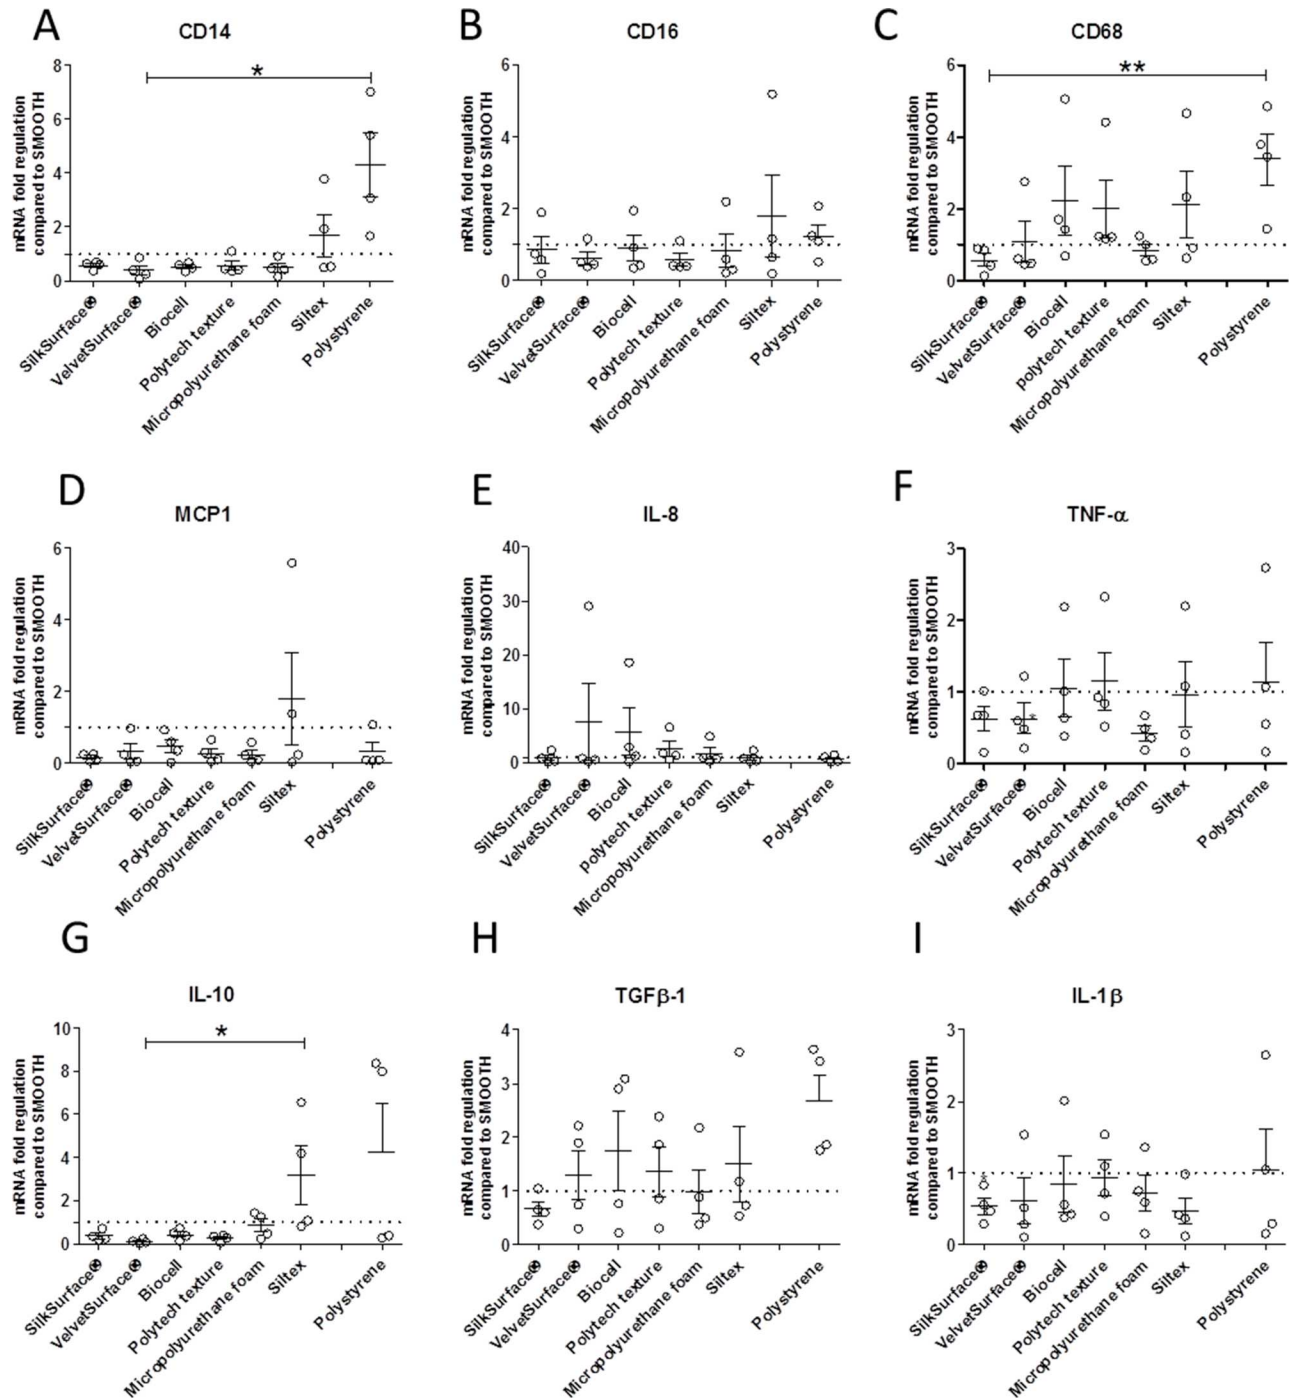 A
CD14
mRNA fold regulation
compared to SMOOTH
8
6
4
2
0
*
SilkSurface®
VelvetSurface®
Biocell
Polytech texture
Micropolyurethane foam
Siltex
Polystyrene
B
CD16
mRNA fold regulation
compared to SMOOTH
6
4
2
0
SilkSurface®
VelvetSurface®
Biocell
Polytech texture
Micropolyurethane foam
Siltex
Polystyrene
C
CD68
mRNA fold regulation
compared to SMOOTH
6
4
2
0
**
SilkSurface®
VelvetSurface®
Biocell
polytech texture
Micropolyurethane foam
Siltex
Polystyrene
D
MCP1
mRNA fold regulation
compared to SMOOTH
6
4
2
0
SilkSurface®
VelvetSurface®
Biocell
Polytech texture
Micropolyurethane foam
Siltex
Polystyrene
E
IL-8
mRNA fold regulation
compared to SMOOTH
40
30
20
10
0
SilkSurface®
VelvetSurface®
Biocell
polytech texture
Micropolyurethane foam
Siltex
Polystyrene
F
TNF-α
mRNA fold regulation
compared to SMOOTH
3
2
1
0
SilkSurface®
VelvetSurface®
Biocell
Polytech texture
Micropolyurethane foam
Siltex
Polystyrene
G
IL-10
mRNA fold regulation
compared to SMOOTH
10
8
6
4
2
0
*
SilkSurface®
VelvetSurface®
Biocell
Polytech texture
Micropolyurethane foam
Siltex
Polystyrene
H
TGFβ-1
mRNA fold regulation
compared to SMOOTH
4
3
2
1
0
SilkSurface®
VelvetSurface®
Biocell
Polytech texture
Micropolyurethane foam
Siltex
Polystyrene
I
IL-1β
mRNA fold regulation
compared to SMOOTH
3
2
1
0
SilkSurface®
VelvetSurface®
Biocell
Polytech texture
Micropolyurethane foam
Siltex
Polystyrene